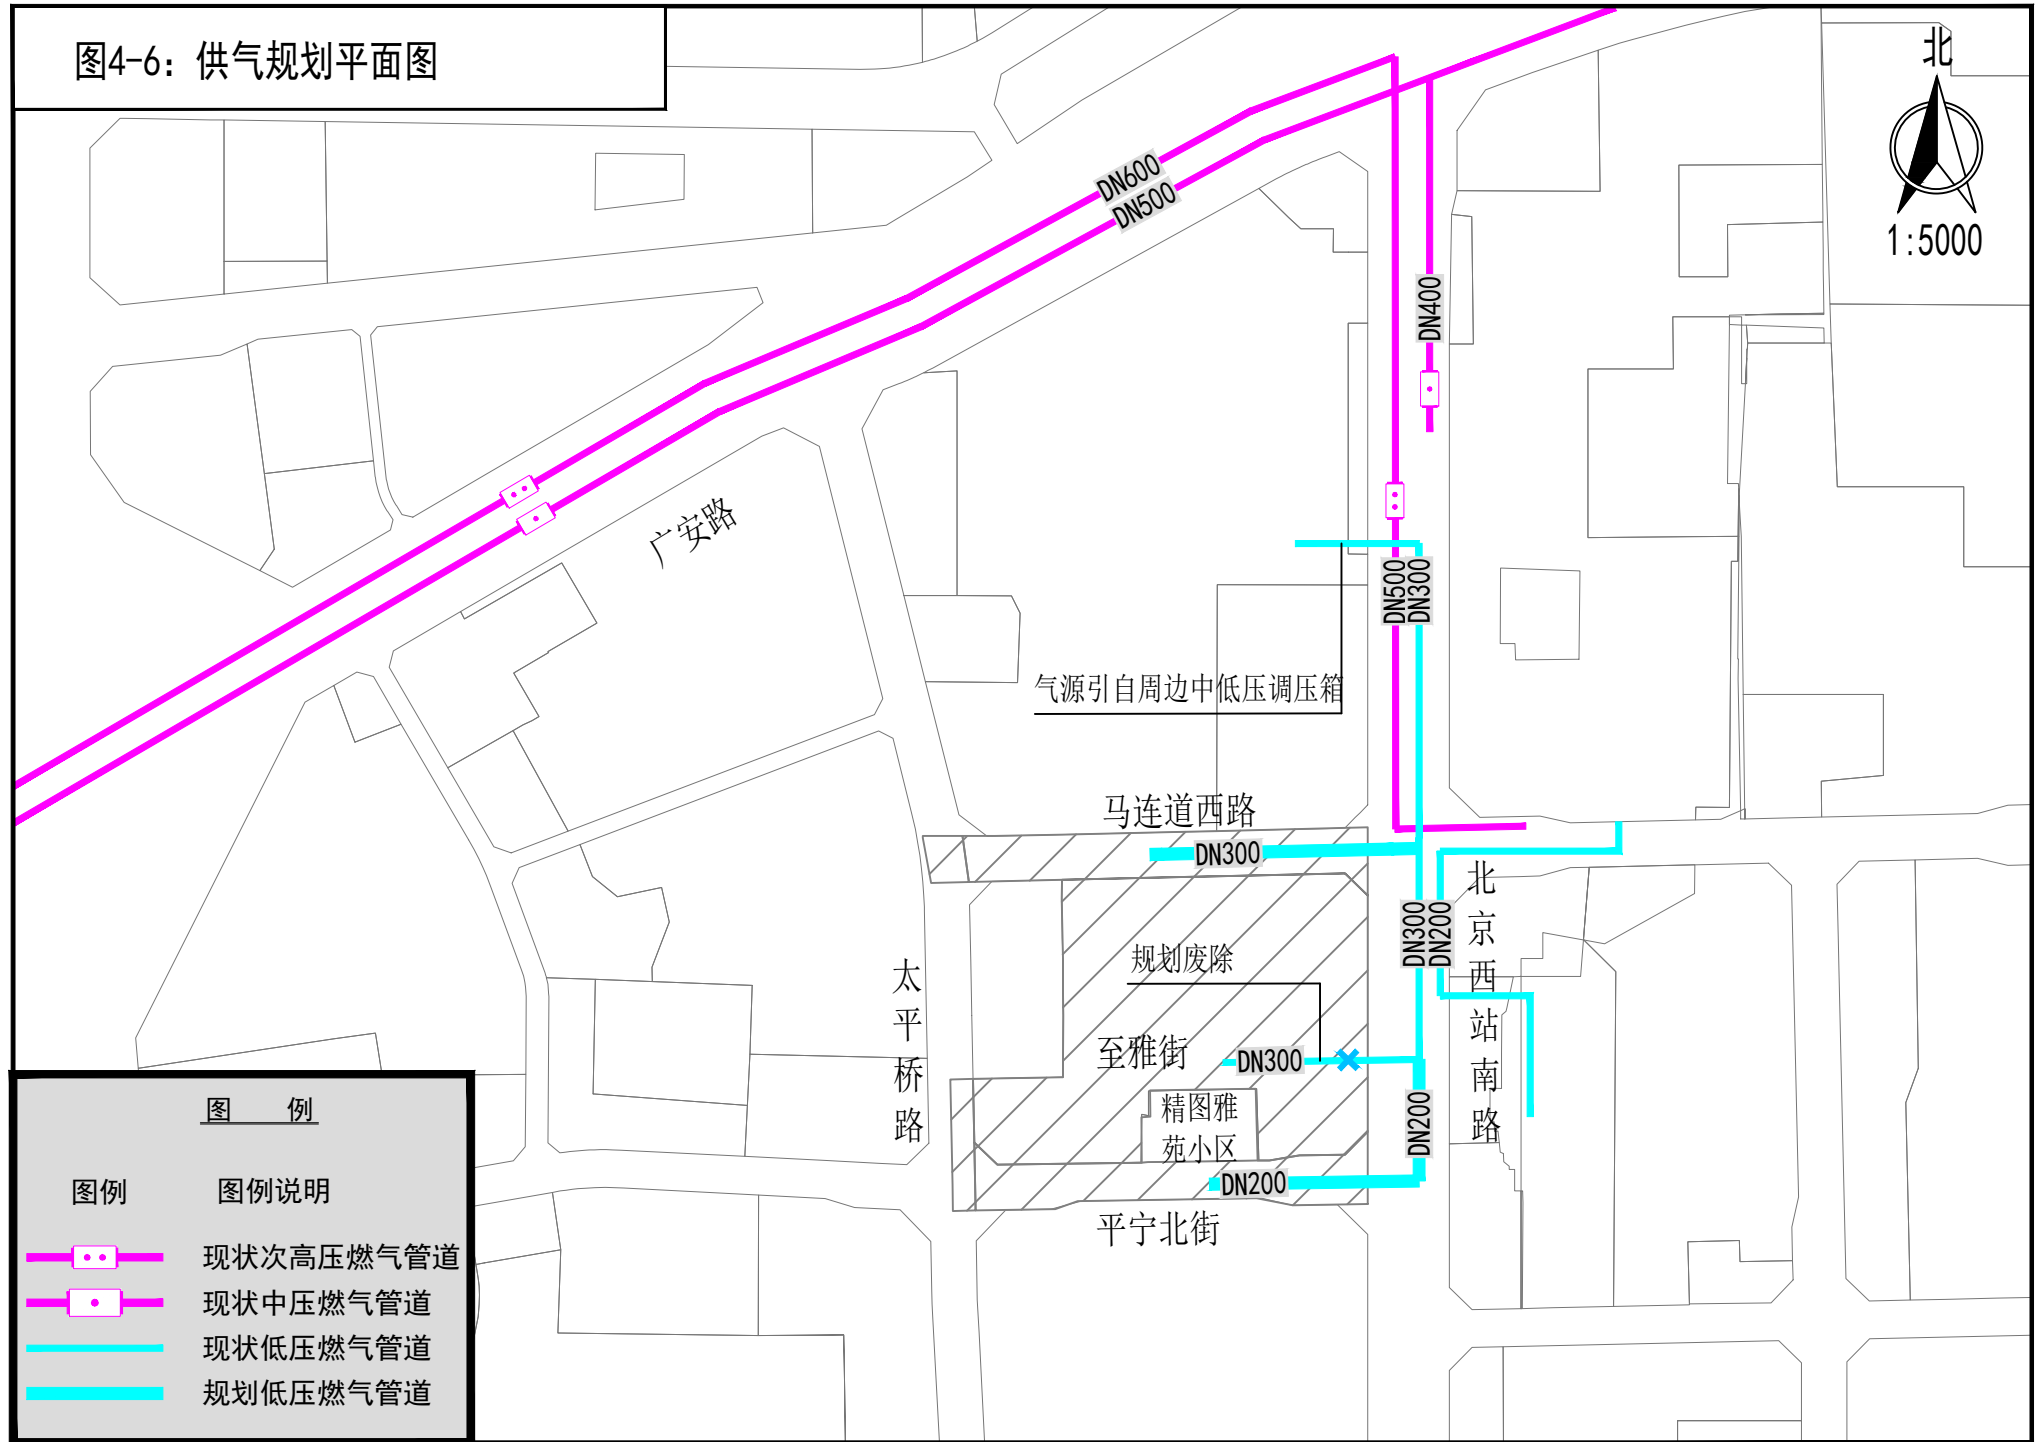 图4-6：供气规划平面图
北
1:5000
DN600
DN500
DN400
广安路
DN500
DN300
气源引自周边中低压调压箱
马连道西路
DN300
北京西站南路
DN300
DN200
规划废除
太平桥路
至雅街
DN300
精图雅
苑小区
DN200
DN200
平宁北街
图 例
图例 图例说明
现状次高压燃气管道
现状中压燃气管道
现状低压燃气管道
规划低压燃气管道